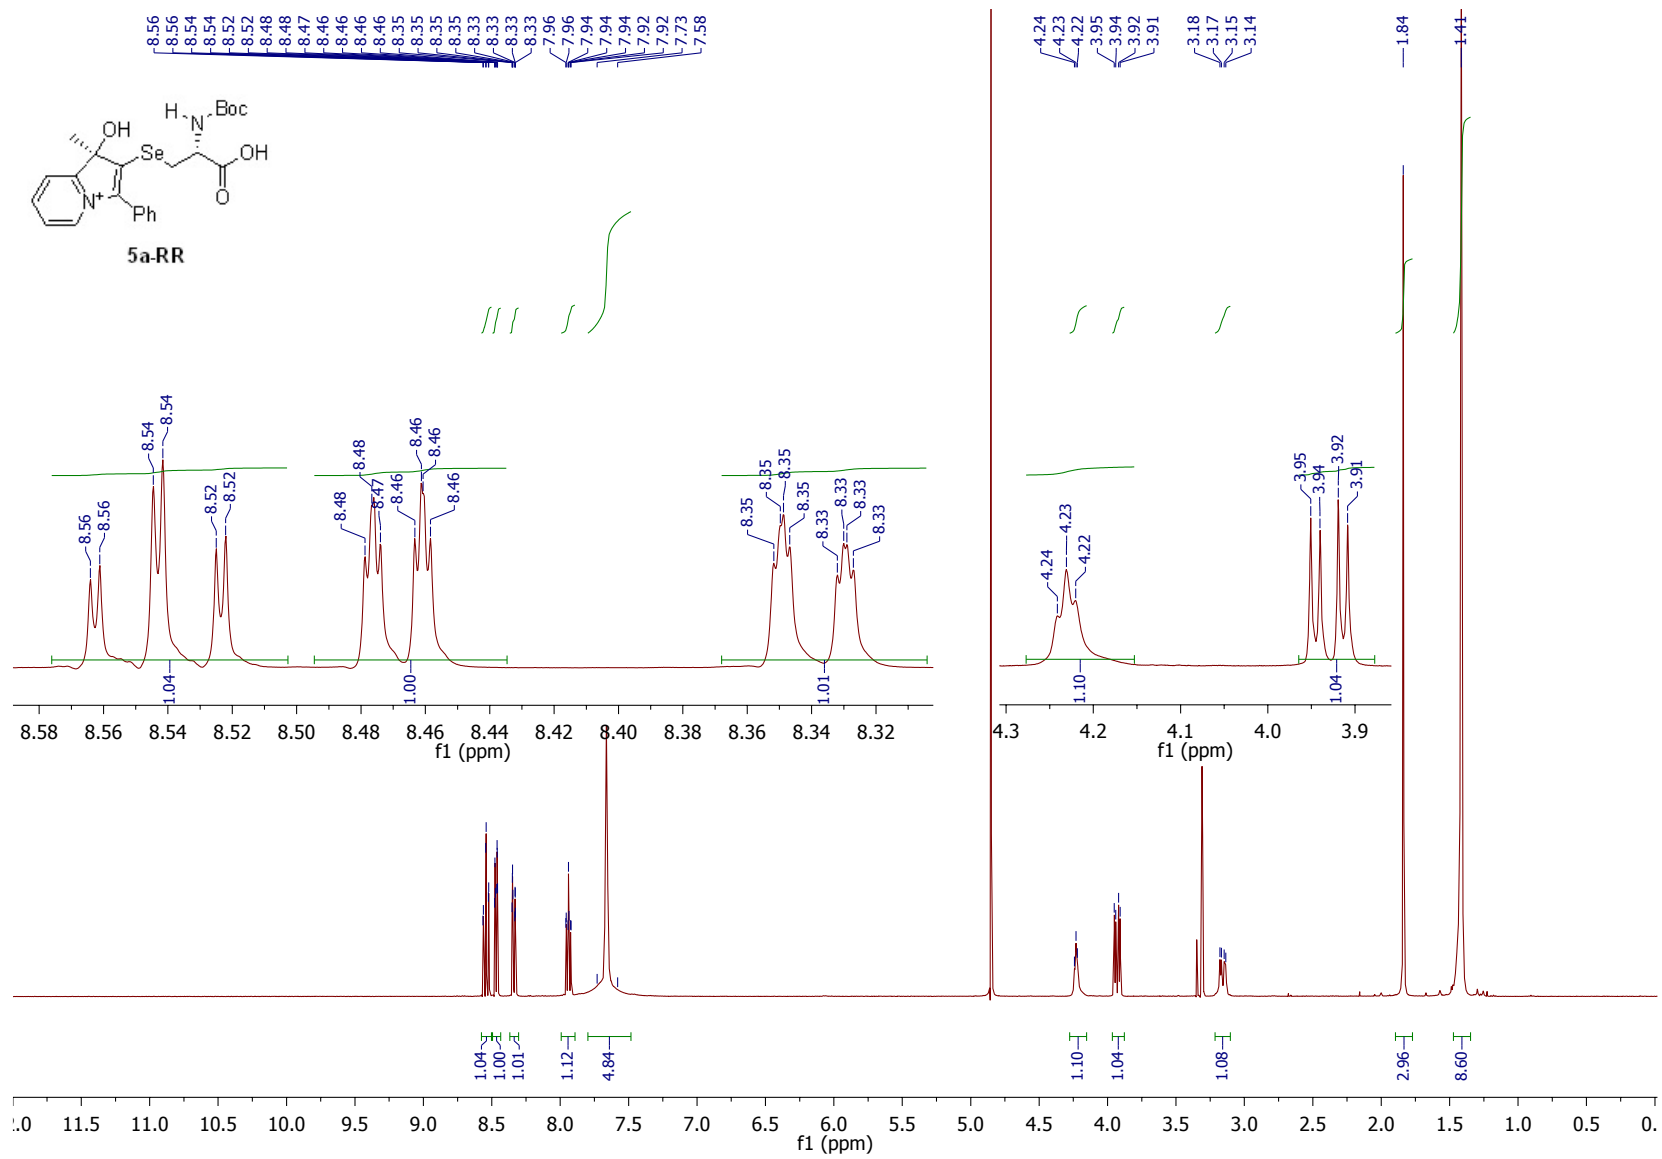 8.56 8.56 8.54 8.54 8.52 8.52 8.48 8.48 8.47 8.46 8.46 8.46 8.46 8.35 8.35 8.35 8.35 8.33 8.33 8.33 8.33 7.96 7.96 7.94 7.94 7.94 7.92 7.92 7.73 7.58
4.24 4.23 4.22 3.95 3.94 3.92 3.91
3.18 3.17 3.15 3.14
1.84
1.41
H
N
Boc
OH
Se
OH
O
N+
Ph
5a-RR
8.56 8.56 8.54 8.54 8.52 8.52
8.48 8.48 8.47 8.46 8.46 8.46 8.46
8.35 8.35 8.35 8.35 8.33 8.33 8.33 8.33
4.24 4.23 4.22
3.95 3.94 3.92 3.91
1.04 1.00 1.01
1.10 1.04
8.58 8.56 8.54 8.52 8.50 8.48 8.46 8.44 8.42 8.40 8.38 8.36 8.34 8.32
f1 (ppm)
4.3 4.2 4.1 4.0 3.9
f1 (ppm)
1.04 1.00 1.01 1.12 4.84 1.10 1.04 1.08 2.96 8.60
2.0 11.5 11.0 10.5 10.0 9.5 9.0 8.5 8.0 7.5 7.0 6.5 6.0 5.5 5.0 4.5 4.0 3.5 3.0 2.5 2.0 1.5 1.0 0.5 0.
f1 (ppm)